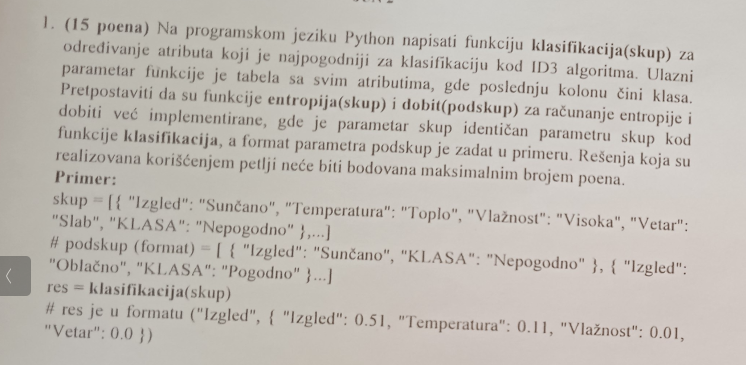 1. (15 poena) Na programskom jeziku Python napisati funkciju klasifikacija(skup) za
određivanje atributa koji je najpogodniji za klasifikaciju kod ID3 algoritma. Ulazni
parametar funkcije je tabela sa svim atributima, gde poslednju kolonu čini klasa.
Pretpostaviti da su funkcije entropija(skup) i dobit(podskup) za računanje entropije i
dobiti već implementirane, gde je parametar skup identičan parametru skup kod
funkcije klasifikacija, a format parametra podskup je zadat u primeru. Rešenja koja su
realizovana korišćenjem petlji neće biti bodovana maksimalnim brojem poena.
Primer:
skup = [{ "Izgled": "Sunčano", "Temperatura": "Toplo", "Vlažnost": "Visoka", "Vetar":
"Slab", "KLASA": "Nepogodno" },...]
# podskup (format) = [ { "Izgled": "Sunčano", "KLASA": "Nepogodno" }, { "Izgled":
"Oblačno", "KLASA": "Pogodno" }...]
res = klasifikacija(skup)
# res je u formatu ("Izgled", { "Izgled": 0.51, "Temperatura": 0.11, "Vlažnost": 0.01,
"Vetar": 0.0 })